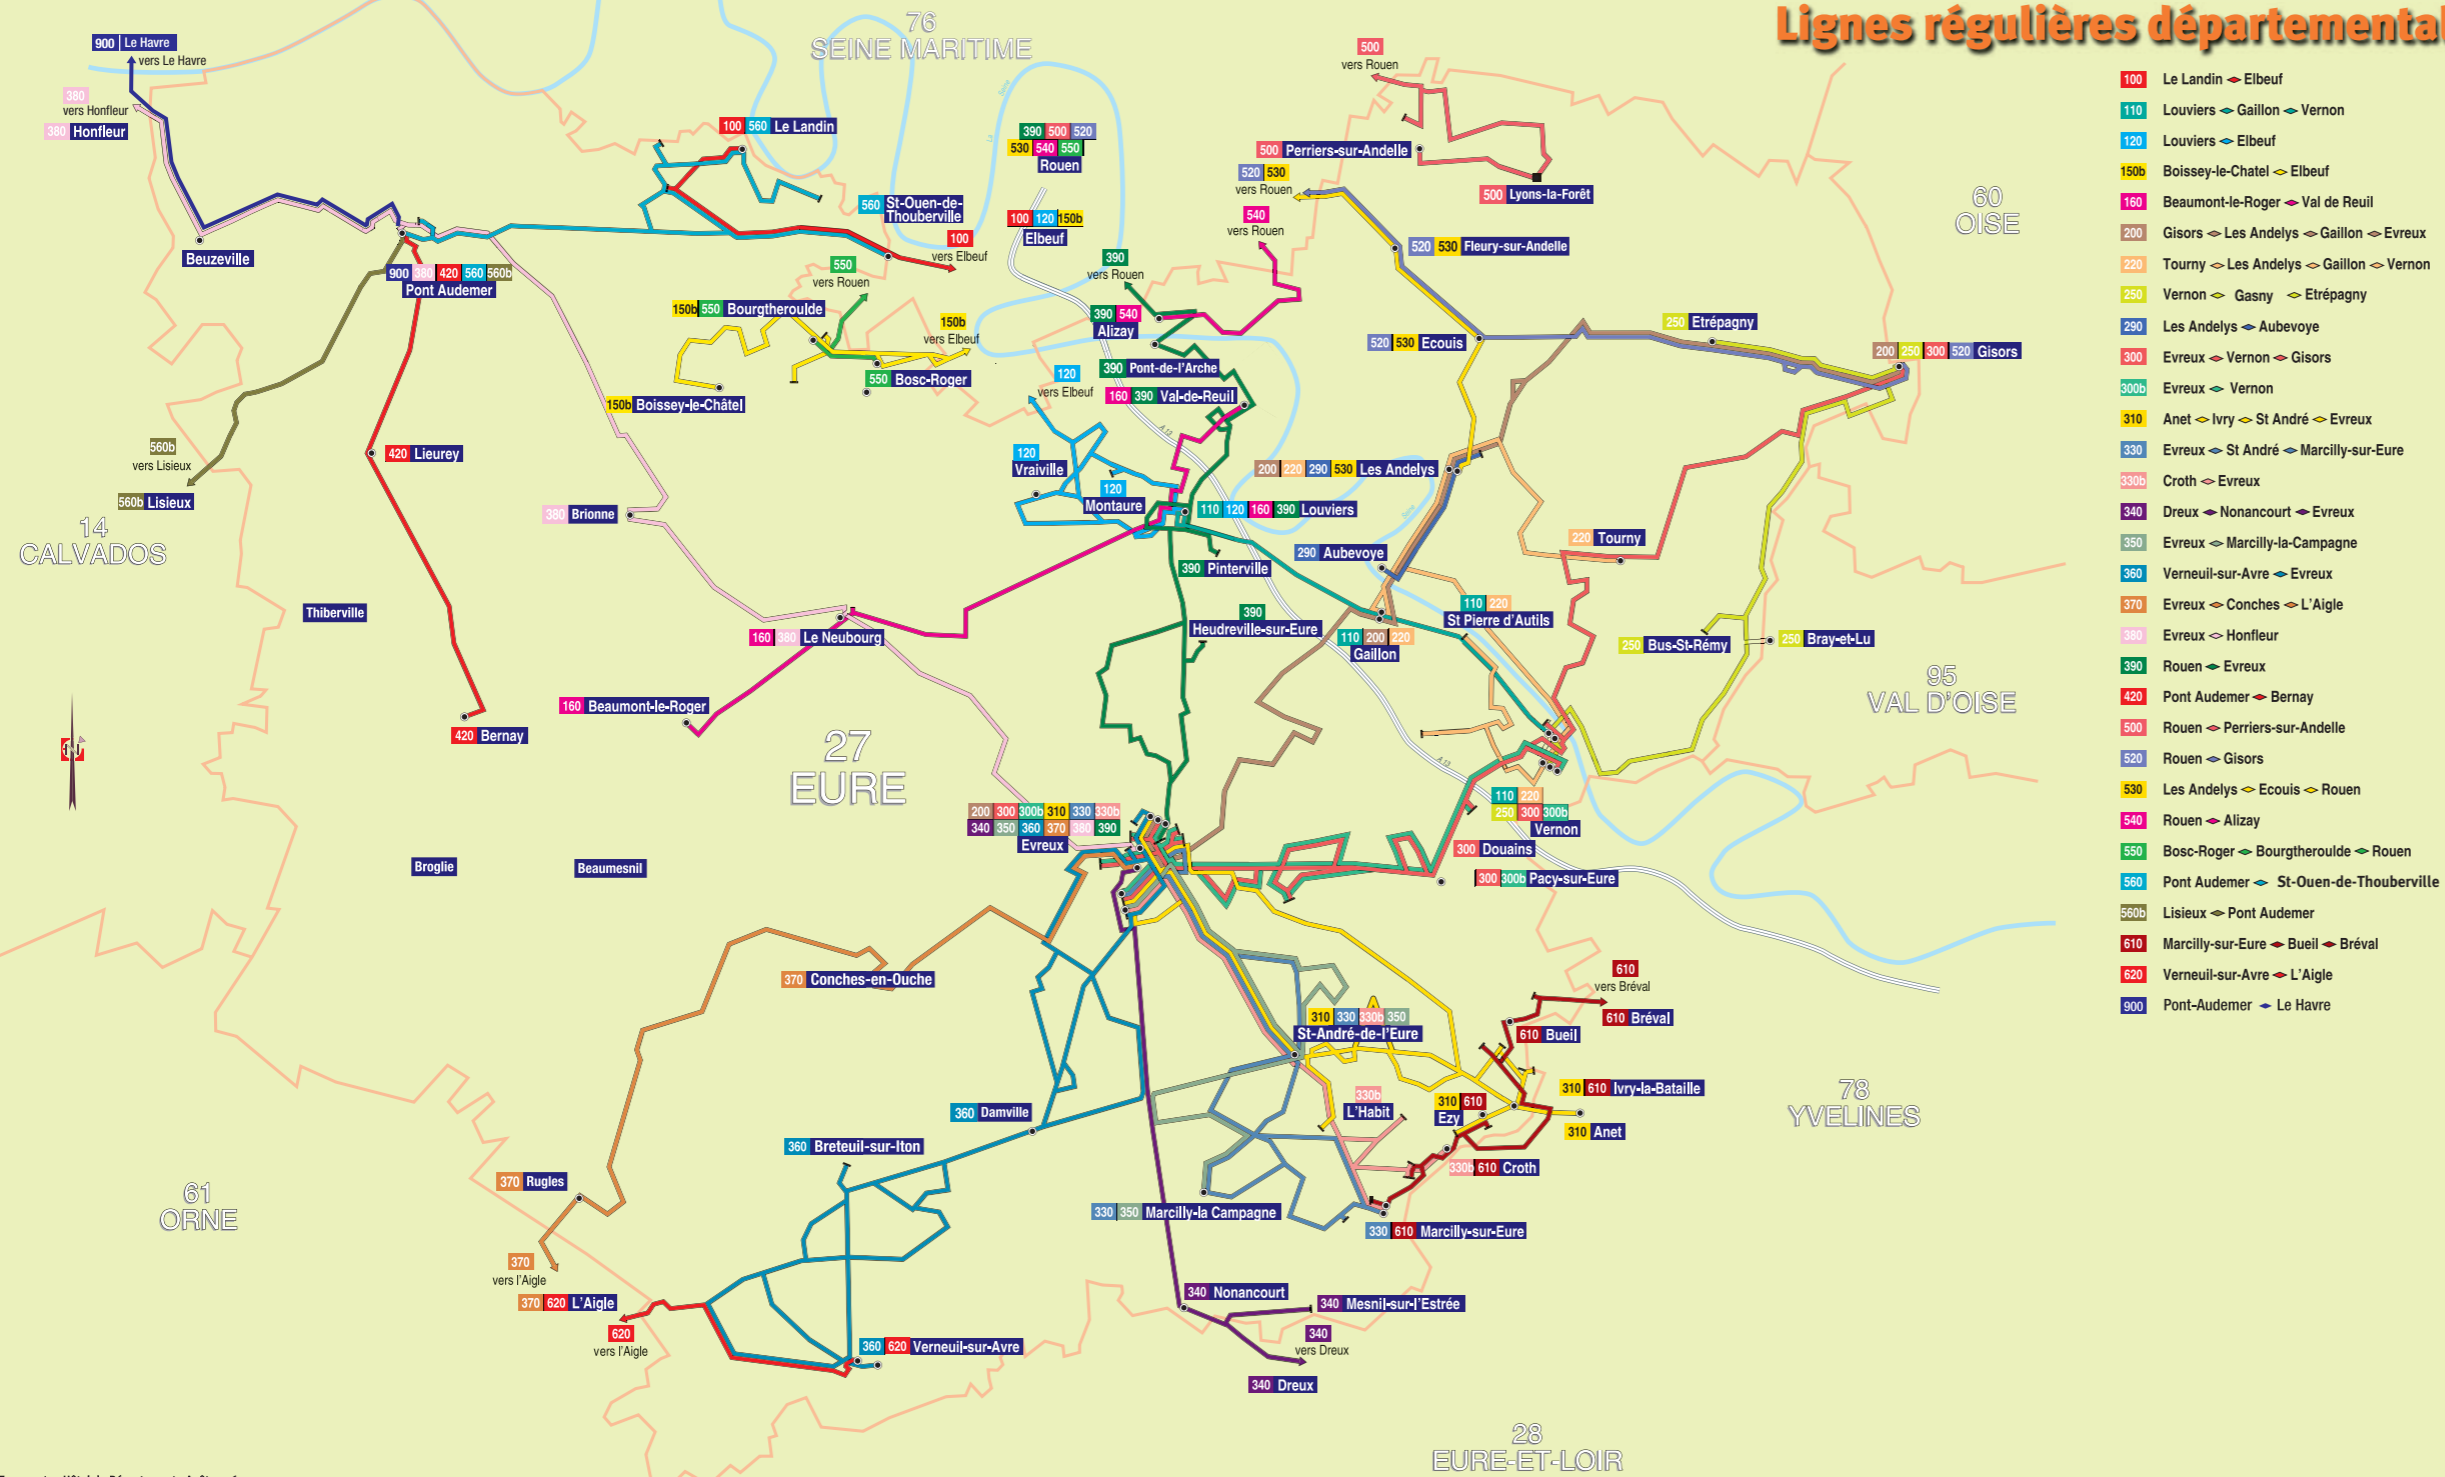 Lignes régulières départemental
76
SEINE MARITIME
900 Le Havre
vers Le Havre
380
vers Honfleur
380 Honfleur
Beuzeville
900 380 420 560 560b
Pont Audemer
100 560 Le Landin
560 St-Ouen-de-
Thouberville
100
vers Elbeuf
390 500 520
530 540 550
Rouen
100 120 150b
Elbeuf
500
vers Rouen
500 Perriers-sur-Andelle
500 Lyons-la-Forêt
520 530
vers Rouen
540
vers Rouen
520 530 Fleury-sur-Andelle
60
OISE
390
vers Rouen
550
vers Rouen
150b 550 Bourgtheroulde
150b
vers Elbeuf
550 Bosc-Roger
150b Boissey-le-Châtel
390 540
Alizay
390 Pont-de-l'Arche
160 390 Val-de-Reuil
520 530 Ecouis
250 Etrépagny
200 250 300 520 Gisors
120
vers Elbeuf
120
Vraiville
120
Montaure
A 13
200 220 290 530 Les Andelys
110 120 160 390 Louviers
560b
vers Lisieux
560b Lisieux
420 Lieurey
380 Brionne
14
CALVADOS
290 Aubevoye
390 Pinterville
220 Tourny
Thiberville
160 380 Le Neubourg
390
Heudreville-sur-Eure
110 220
St Pierre d'Autils
110 200 220
Gaillon
250 Bus-St-Rémy
250 Bray-et-Lu
95
VAL D'OISE
160 Beaumont-le-Roger
420 Bernay
27
EURE
A 13
110 220
250 300 300b
Vernon
200 300 300b 310 330 330b
340 350 360 370 380 390
Evreux
300 Douains
300 300b Pacy-sur-Eure
Broglie
Beaumesnil
370 Conches-en-Ouche
610
vers Bréval
610 Bréval
310 330 330b 350
St-André-de-l'Eure
610 Bueil
310 610 Ivry-la-Bataille
330b
L'Habit
310 610
Ezy
310 Anet
78
YVELINES
360 Damville
360 Breteuil-sur-Iton
330b 610 Croth
370 Rugles
61
ORNE
330 350 Marcilly-la Campagne
330 610 Marcilly-sur-Eure
370
vers l'Aigle
370 620 L'Aigle
620
vers l'Aigle
340 Nonancourt
340 Mesnil-sur-l'Estrée
340
vers Dreux
340 Dreux
360 620 Verneuil-sur-Avre
28
EURE-ET-LOIR
100 Le Landin Elbeuf
110 Louviers Gaillon Vernon
120 Louviers Elbeuf
150b Boissey-le-Chatel Elbeuf
160 Beaumont-le-Roger Val de Reuil
200 Gisors Les Andelys Gaillon Evreux
220 Tourny Les Andelys Gaillon Vernon
250 Vernon Gasny Etrépagny
290 Les Andelys Aubevoye
300 Evreux Vernon Gisors
300b Evreux Vernon
310 Anet Ivry St André Evreux
330 Evreux St André Marcilly-sur-Eure
330b Croth Evreux
340 Dreux Nonancourt Evreux
350 Evreux Marcilly-la-Campagne
360 Verneuil-sur-Avre Evreux
370 Evreux Conches L'Aigle
380 Evreux Honfleur
390 Rouen Evreux
420 Pont Audemer Bernay
500 Rouen Perriers-sur-Andelle
520 Rouen Gisors
530 Les Andelys Ecouis Rouen
540 Rouen Alizay
550 Bosc-Roger Bourgtheroulde Rouen
560 Pont Audemer St-Ouen-de-Thouberville
560b Lisieux Pont Audemer
610 Marcilly-sur-Eure Bueil Bréval
620 Verneuil-sur-Avre L'Aigle
900 Pont-Audemer Le Havre